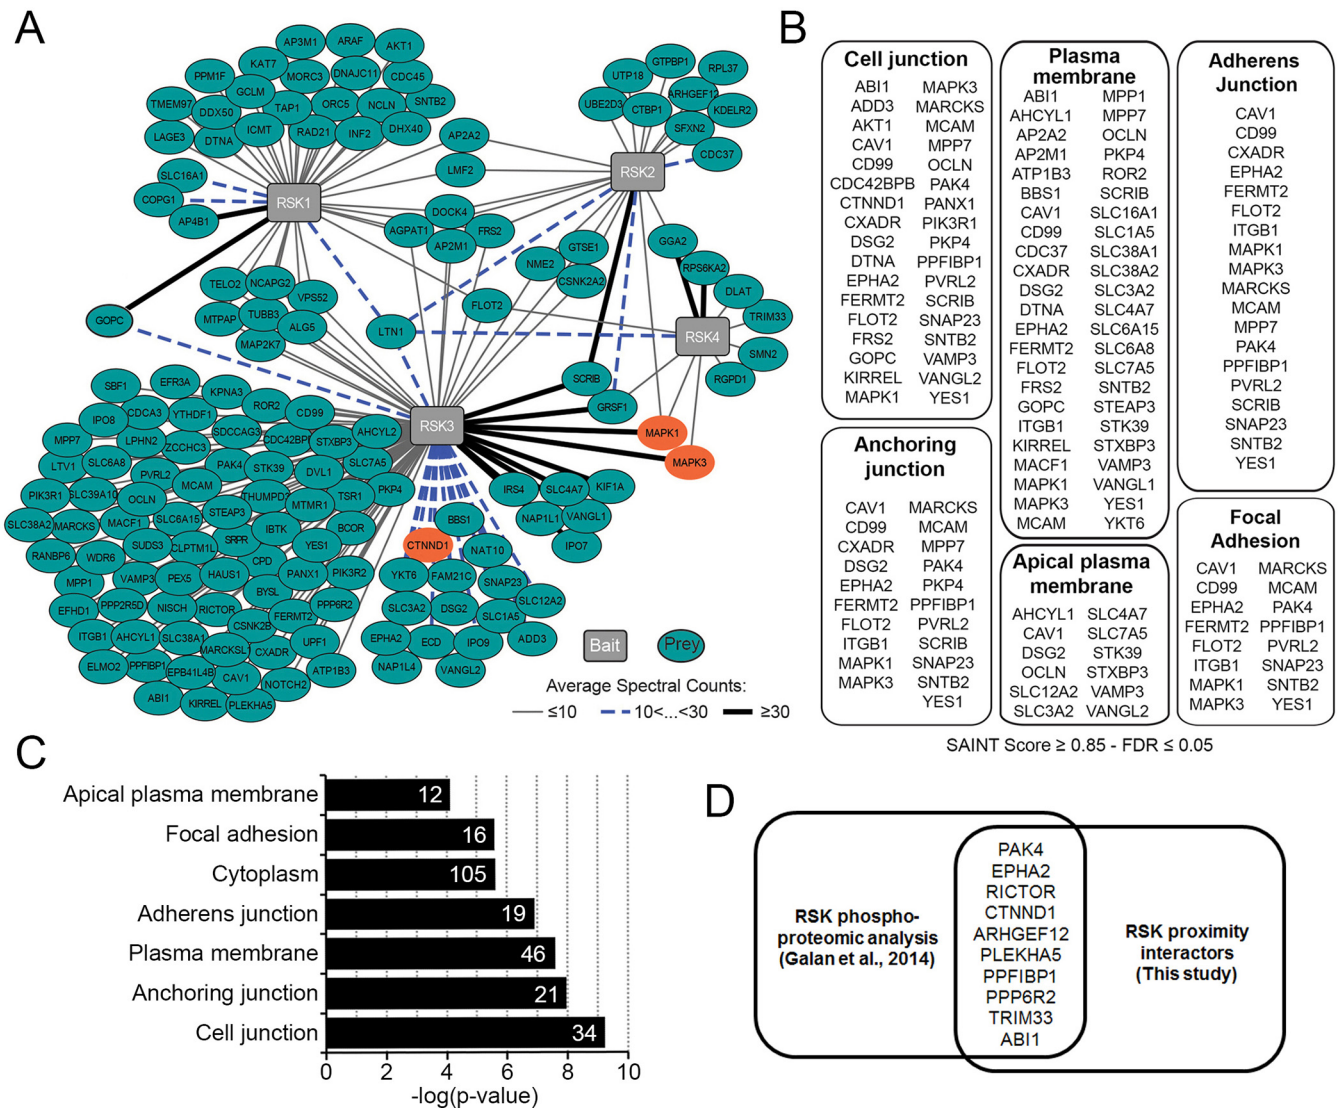 A
AP3M1
ARAF
AKT1
KAT7
PPM1F
MORC3
DNAJC11
CDC45
GCLM
TMEM97
DDX50
TAP1
ORC5
NCLN
SNTB2
LAGE3
DTNA
ICMT
RAD21
INF2
DHX40
AP2A2
LMF2
SLC16A1
COPG1
AP4B1
RSK1
GTPBP1
UTP18
RPL37
UBE2D3
CTBP1
ARHGEF12
KDELR2
SFXN2
CDC37
RSK2
DOCK4
AGPAT1
FRS2
AP2M1
GTSE1
NME2
CSNK2A2
GGA2
RPS6KA2
DLAT
TRIM33
SMN2
RGPD1
RSK4
FLOT2
LTN1
TELO2
NCAPG2
VPS52
MTPAP
TUBB3
ALG5
MAP2K7
GOPC
SCRIB
GRSF1
MAPK1
MAPK3
RSK3
IRS4
SLC4A7
KIF1A
NAP1L1
VANGL1
IPO7
SBF1
EFR3A
KPNA3
ROR2
CD99
IPO8
CDCA3
YTHDF1
SDCCAG3
CDC42BPB
STXBP3
AHCYL2
MPP7
LPHN2
ZCCHC3
LTV1
SLC6A8
PVRL2
PAK4
STK39
DVL1
SLC7A5
PIK3R1
SLC39A10
OCLN
MCAM
THUMPD3
MTMR1
TSR1
PKP4
SLC38A2
MARCKS
MACF1
SLC6A15
STEAP3
IBTK
BCOR
RANBP6
WDR6
SUDS3
CLPTM1L
SRPR
YES1
CPD
MPP1
VAMP3
PEX5
HAUS1
PANX1
PIK3R2
BYSL
EFHD1
PPP2R5D
NISCH
RICTOR
FERMT2
PPP6R2
CSNK2B
ITGB1
AHCYL1
SLC38A1
MARCKSL1
CXADR
UPF1
ELMO2
PPFIBP1
EPB41L4B
CAV1
NOTCH2
ATP1B3
ABI1
KIRREL
PLEKHA5
BBS1
CTNND1
NAT10
YKT6
FAM21C
SNAP23
SLC12A2
SLC3A2
DSG2
SLC1A5
EPHA2
ECD
IPO9
ADD3
NAP1L4
VANGL2
Bait
Prey
Average Spectral Counts:
≤10
10<...<30
≥30
B
Cell junction
ABI1 MAPK3
ADD3 MARCKS
AKT1 MCAM
CAV1 MPP7
CD99 OCLN
CDC42BPB PAK4
CTNND1 PANX1
CXADR PIK3R1
DSG2 PKP4
DTNA PPFIBP1
EPHA2 PVRL2
FERMT2 SCRIB
FLOT2 SNAP23
FRS2 SNTB2
GOPC VAMP3
KIRREL VANGL2
MAPK1 YES1
Anchoring
junction
CAV1 MARCKS
CD99 MCAM
CXADR MPP7
DSG2 PAK4
EPHA2 PKP4
FERMT2 PPFIBP1
FLOT2 PVRL2
ITGB1 SCRIB
MAPK1 SNAP23
MAPK3 SNTB2
YES1
Plasma
membrane
ABI1 MPP1
AHCYL1 MPP7
AP2A2 OCLN
AP2M1 PKP4
ATP1B3 ROR2
BBS1 SCRIB
CAV1 SLC16A1
CD99 SLC1A5
CDC37 SLC38A1
CXADR SLC38A2
DSG2 SLC3A2
DTNA SLC4A7
EPHA2 SLC6A15
FERMT2 SLC6A8
FLOT2 SLC7A5
FRS2 SNTB2
GOPC STEAP3
ITGB1 STK39
KIRREL STXBP3
MACF1 VAMP3
MAPK1 VANGL1
MAPK3 YES1
MCAM YKT6
Apical plasma
membrane
AHCYL1 SLC4A7
CAV1 SLC7A5
DSG2 STK39
OCLN STXBP3
SLC12A2 VAMP3
SLC3A2 VANGL2
Adherens
Junction
CAV1
CD99
CXADR
EPHA2
FERMT2
FLOT2
ITGB1
MAPK1
MAPK3
MARCKS
MCAM
MPP7
PAK4
PPFIBP1
PVRL2
SCRIB
SNAP23
SNTB2
YES1
Focal
Adhesion
CAV1 MARCKS
CD99 MCAM
EPHA2 PAK4
FERMT2 PPFIBP1
FLOT2 PVRL2
ITGB1 SNAP23
MAPK1 SNTB2
MAPK3 YES1
SAINT Score ≥ 0.85 - FDR ≤ 0.05
C
Apical plasma membrane 12
Focal adhesion 16
Cytoplasm 105
Adherens junction 19
Plasma membrane 46
Anchoring junction 21
Cell junction 34
0 2 4 6 8 10
-log(p-value)
D
RSK phospho-
proteomic analysis
(Galan et al., 2014)
PAK4
EPHA2
RICTOR
CTNND1
ARHGEF12
PLEKHA5
PPFIBP1
PPP6R2
TRIM33
ABI1
RSK proximity
interactors
(This study)